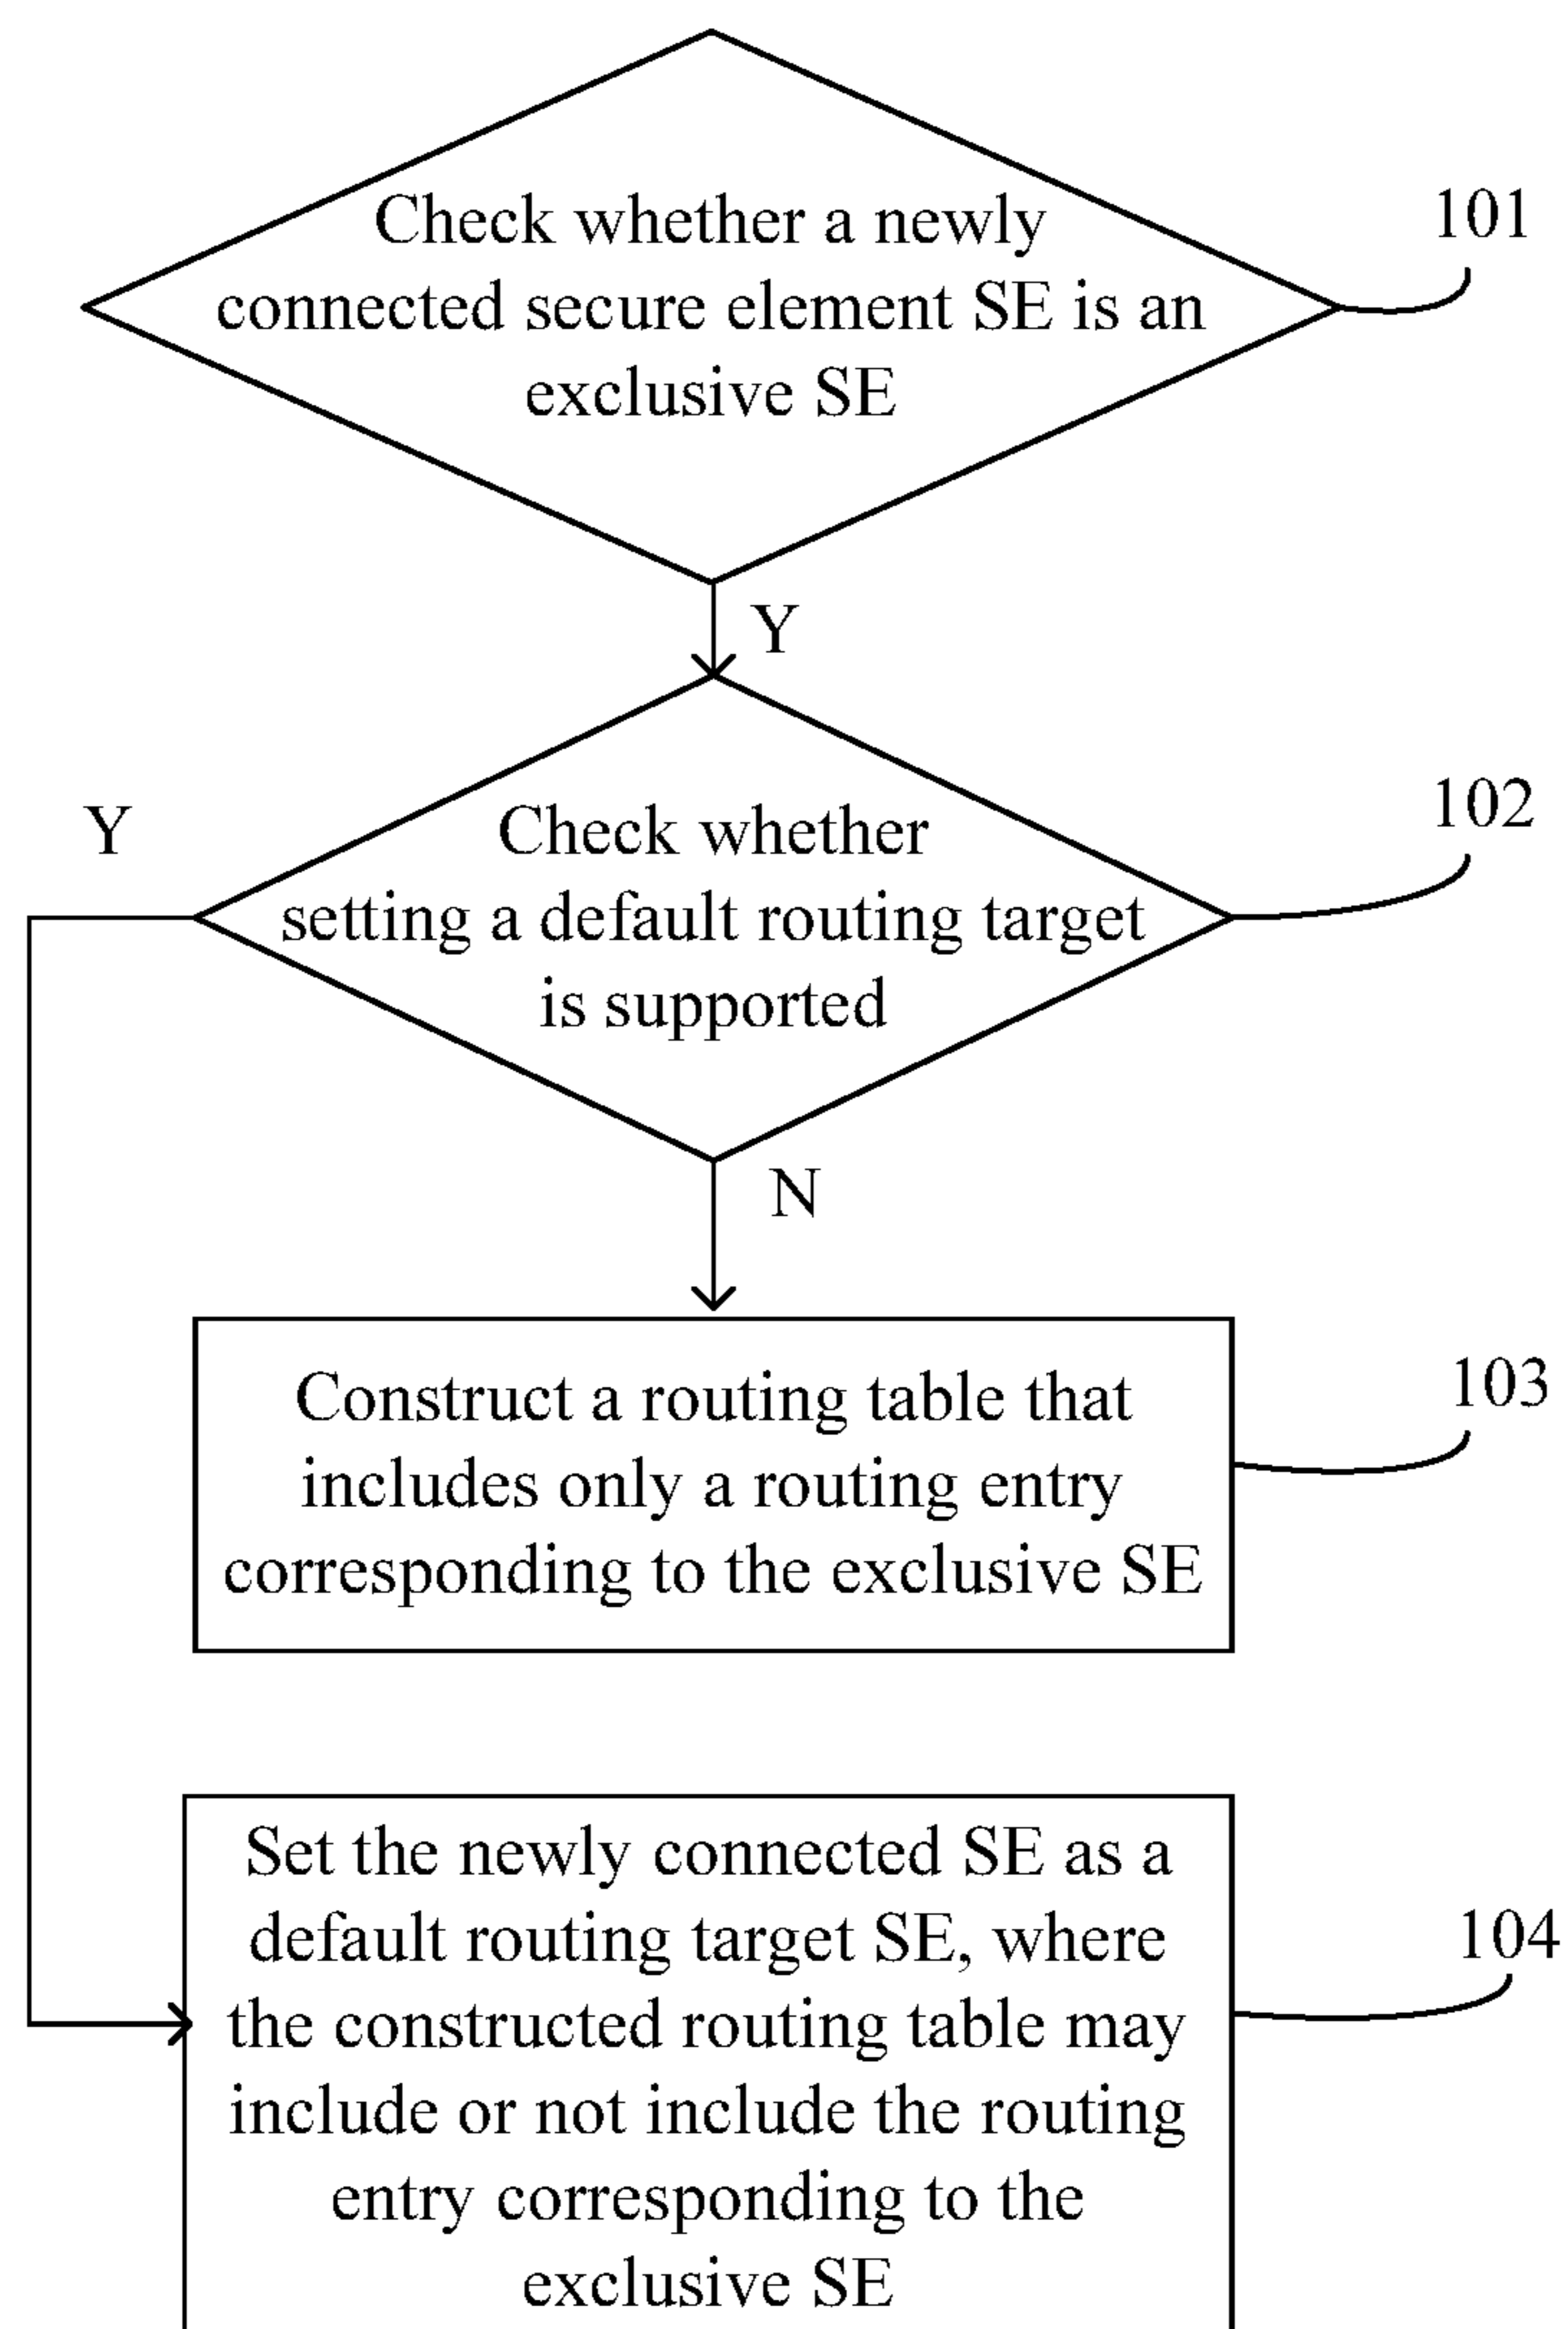 Check whether a newly
connected secure element SE is an
exclusive SE
101
Y
Check whether
setting a default routing target
is supported
102
Y
N
Construct a routing table that
includes only a routing entry
corresponding to the exclusive SE
103
Set the newly connected SE as a
default routing target SE, where
the constructed routing table may
include or not include the routing
entry corresponding to the
exclusive SE
104